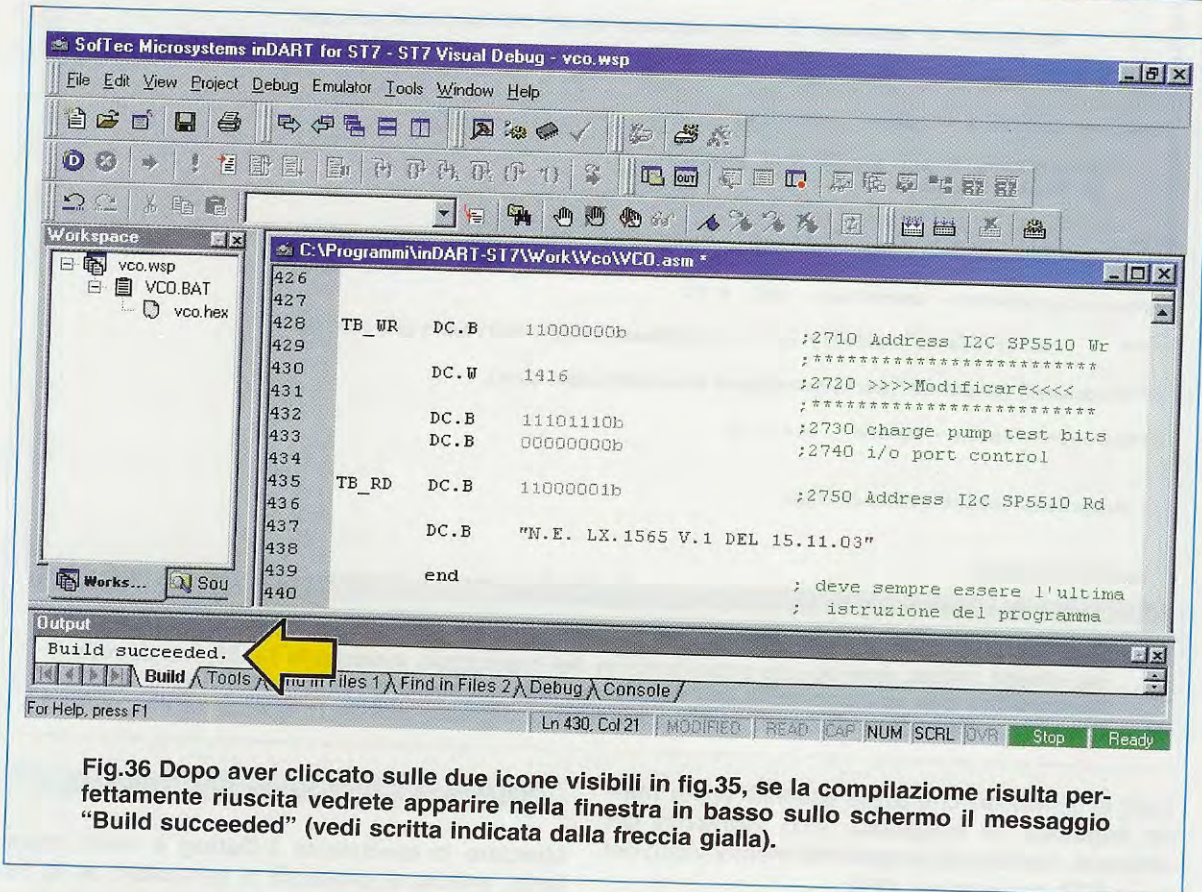 SofTec Microsystems inDART for ST7 - ST7 Visual Debug - vco.wsp
File Edit View Project Debug Emulator Tools Window Help
OUT
Workspace
vco.wsp
VCO.BAT
vco.hex
Works... Sou
C:\Programmi\inDART-ST7\Work\Vco\VCO.asm *
426
427
428 TB_WR DC.B 11000000b ;2710 Address I2C SP5510 Wr
429 ;*************************
430 DC.W 1416 ;2720 >>>>Modificare<<<<
431 ;*************************
432 DC.B 11101110b ;2730 charge pump test bits
433 DC.B 00000000b ;2740 i/o port control
434
435 TB_RD DC.B 11000001b ;2750 Address I2C SP5510 Rd
436
437 DC.B "N.E. LX.1565 V.1 DEL 15.11.03"
438
439 end ; deve sempre essere l'ultima
440 ; istruzione del programma
Output
Build succeeded.
Build Tools in Files 1 Find in Files 2 Debug Console
For Help, press F1 Ln 430, Col 21 MODIFIED READ CAP NUM SCRL OVR Stop Ready
Fig.36 Dopo aver cliccato sulle due icone visibili in fig.35, se la compilaziome risulta per-
fettamente riuscita vedrete apparire nella finestra in basso sullo schermo il messaggio
“Build succeeded” (vedi scritta indicata dalla freccia gialla).